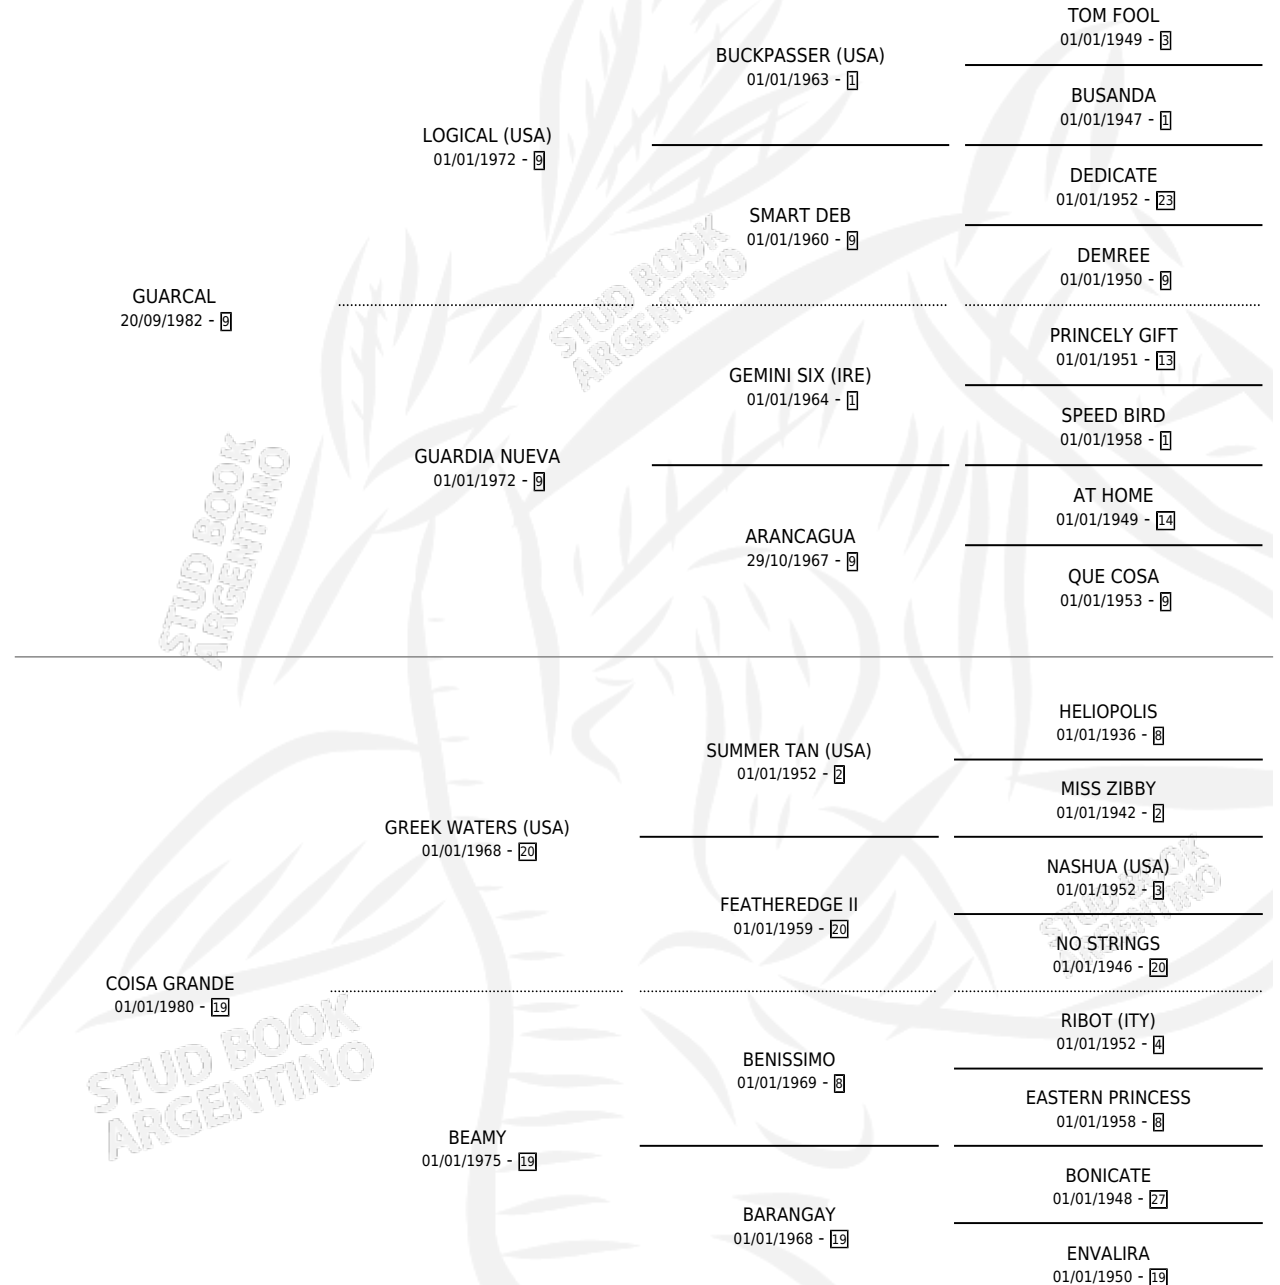 TOM FOOL
01/01/1949 - 3
BUCKPASSER (USA)
01/01/1963 - 1
BUSANDA
01/01/1947 - 1
LOGICAL (USA)
01/01/1972 - 9
DEDICATE
01/01/1952 - 23
SMART DEB
01/01/1960 - 9
DEMREE
01/01/1950 - 9
GUARCAL
20/09/1982 - 9
PRINCELY GIFT
01/01/1951 - 13
GEMINI SIX (IRE)
01/01/1964 - 1
SPEED BIRD
01/01/1958 - 1
GUARDIA NUEVA
01/01/1972 - 9
AT HOME
01/01/1949 - 14
ARANCAGUA
29/10/1967 - 9
QUE COSA
01/01/1953 - 9
HELIOPOLIS
01/01/1936 - 8
SUMMER TAN (USA)
01/01/1952 - 2
MISS ZIBBY
01/01/1942 - 2
GREEK WATERS (USA)
01/01/1968 - 20
NASHUA (USA)
01/01/1952 - 3
FEATHEREDGE II
01/01/1959 - 20
NO STRINGS
01/01/1946 - 20
COISA GRANDE
01/01/1980 - 19
RIBOT (ITY)
01/01/1952 - 4
BENISSIMO
01/01/1969 - 8
EASTERN PRINCESS
01/01/1958 - 8
BEAMY
01/01/1975 - 19
BONICATE
01/01/1948 - 27
BARANGAY
01/01/1968 - 19
ENVALIRA
01/01/1950 - 19
STUD BOOK
ARGENTINO
STUD BOOK
ARGENTINO
STUD BOOK
ARGENTINO
STUD BOOK
ARGENTINO